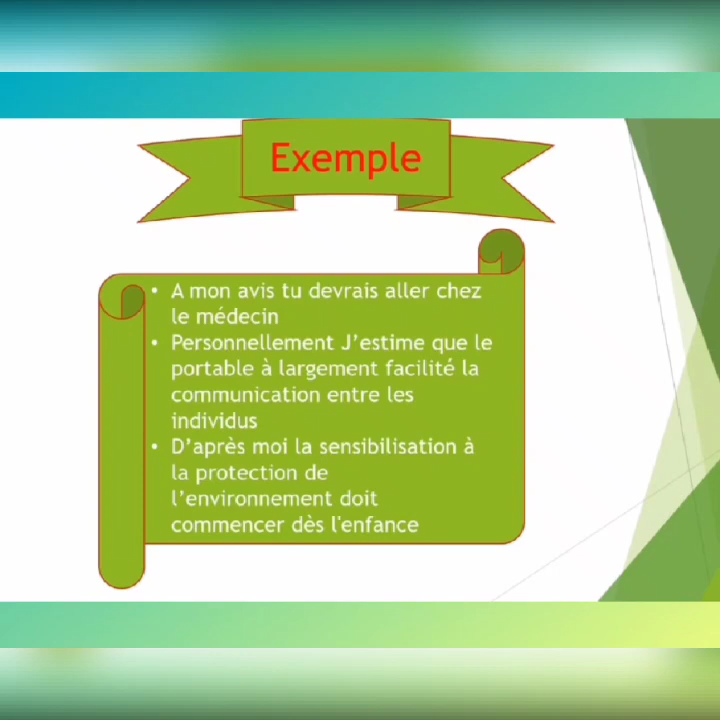 Exemple
• A mon avis tu devrais aller chez
le médecin
• Personnellement J'estime que le
portable à largement facilité la
communication entre les
individus
• D'après moi la sensibilisation à
la protection de
l'environnement doit
commencer dès l'enfance